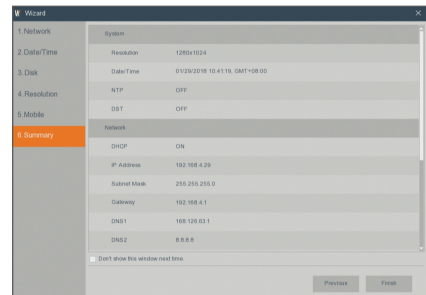 W Wizard
1.Network
2.Date/Time
3.Disk
4.Resolution
5.Mobile
6.Summary
System
Resolution 1280x1024
Date/Time 01/29/2018 10:41:19, GMT+08:00
NTP OFF
DST OFF
Network
DHCP ON
IP Address 192.168.4.29
Subnet Mask 255.255.255.0
Gateway 192.168.4.1
DNS1 168.126.63.1
DNS2 8.8.8.8
Don't show this window next time.
Previous Finish